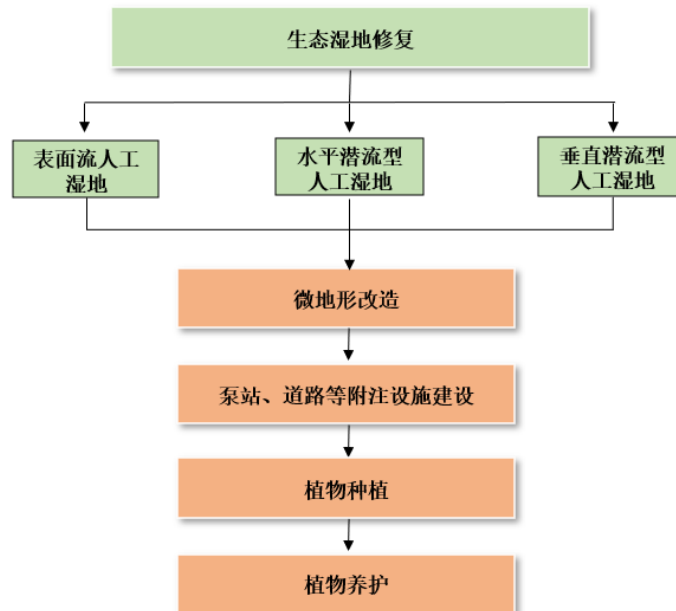 生态湿地修复
表面流人工
湿地
水平潜流型
人工湿地
垂直潜流型
人工湿地
微地形改造
泵站、道路等附注设施建设
植物种植
植物养护